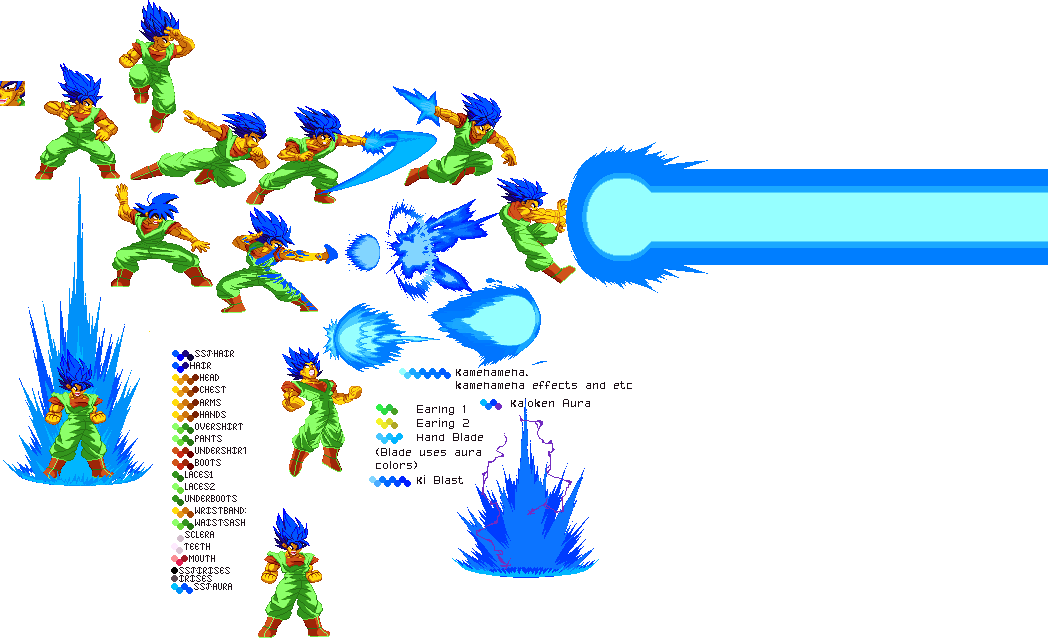 SSJHAIR
HAIR
HEAD
CHEST
ARMS
HANDS
OVERSHIRT
PANTS
UNDERSHIRT
BOOTS
LACES1
LACES2
UNDERBOOTS
WRISTBAND:
WAISTSASH
SCLERA
TEETH
MOUTH
SSJIRISES
IRISES
SSJAURA
Kamehameha.
kamehameha effects and etc
Kaioken Aura
Earing 1
Earing 2
Hand Blade
(Blade uses aura
colors)
Ki Blast